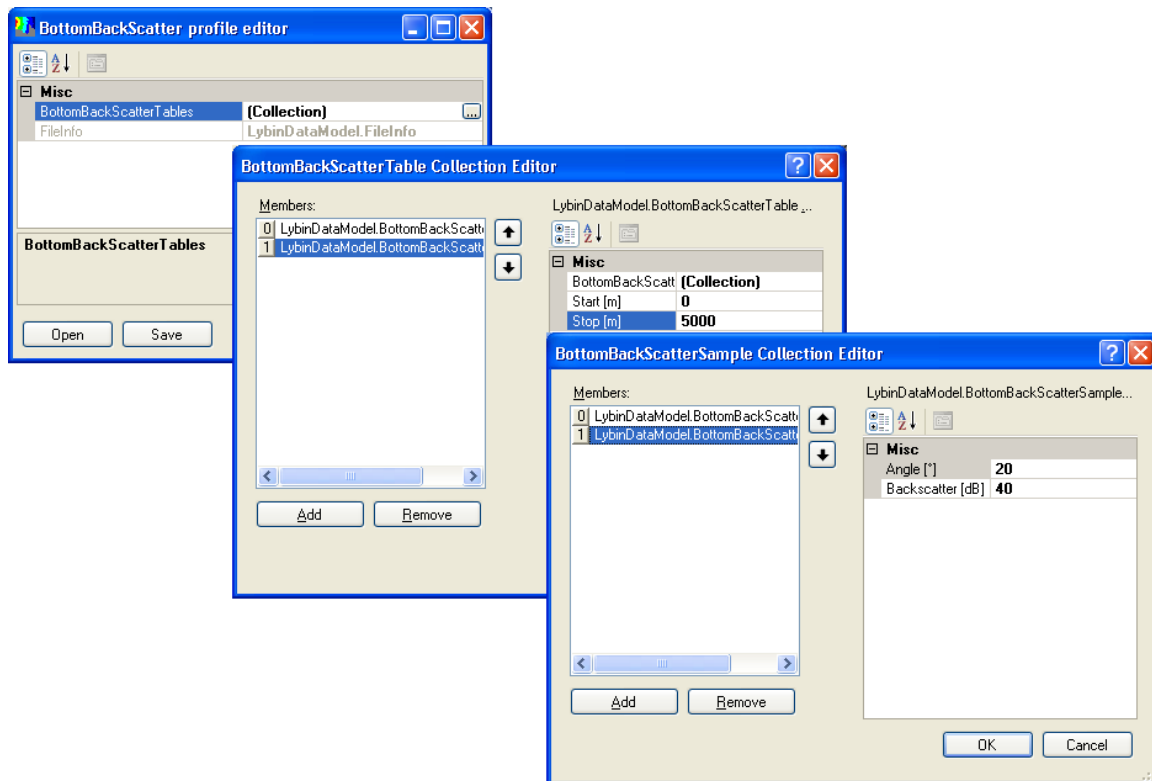 BottomBackScatter profile editor
Misc
BottomBackScatterTables (Collection) ...
FileInfo LybinDataModel.FileInfo
BottomBackScatterTables
Open Save
BottomBackScatterTable Collection Editor
Members:
0 LybinDataModel.BottomBackScatt
1 LybinDataModel.BottomBackScatt
Add Remove
LybinDataModel.BottomBackScatterTable ...
Misc
BottomBackScatt (Collection)
Start [m] 0
Stop [m] 5000
BottomBackScatterSample Collection Editor
Members:
0 LybinDataModel.BottomBackScatt
1 LybinDataModel.BottomBackScatt
Add Remove
LybinDataModel.BottomBackScatterSample...
Misc
Angle [°] 20
Backscatter [dB] 40
OK Cancel